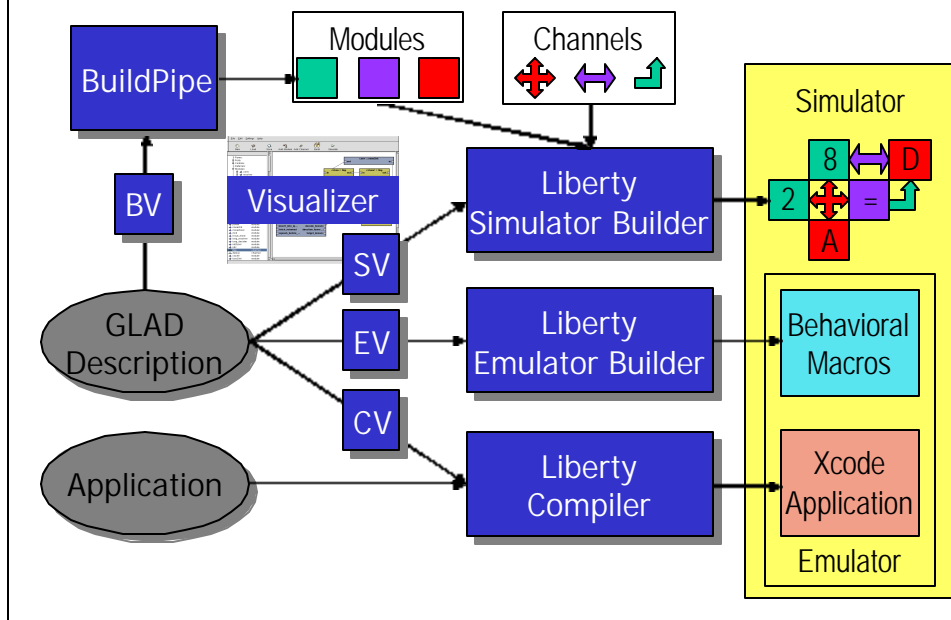 Modules
Channels
BuildPipe
Simulator
8
D
2
=
A
BV
Visualizer
Liberty
Simulator Builder
SV
GLAD
Description
EV
Liberty
Emulator Builder
Behavioral
Macros
CV
Application
Liberty
Compiler
Xcode
Application
Emulator